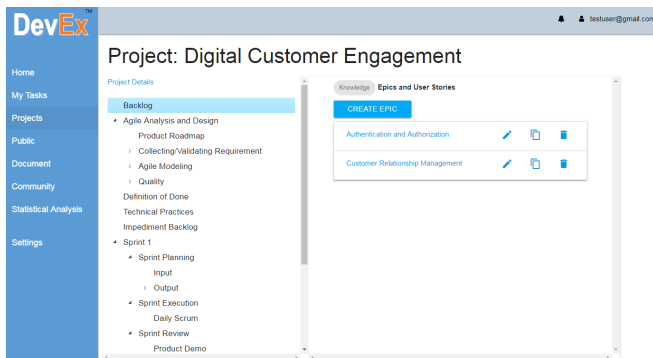 DevEx™
testuser@gmail.com
Project: Digital Customer Engagement
Home
My Tasks
Projects
Public
Document
Community
Statistical Analysis
Settings
Project Details
Backlog
Agile Analysis and Design
Product Roadmap
Collecting/Validating Requirement
Agile Modeling
Quality
Definition of Done
Technical Practices
Impediment Backlog
Sprint 1
Sprint Planning
Input
Output
Sprint Execution
Daily Scrum
Sprint Review
Product Demo
Knowledge Epics and User Stories
CREATE EPIC
Authentication and Authorization
Customer Relationship Management